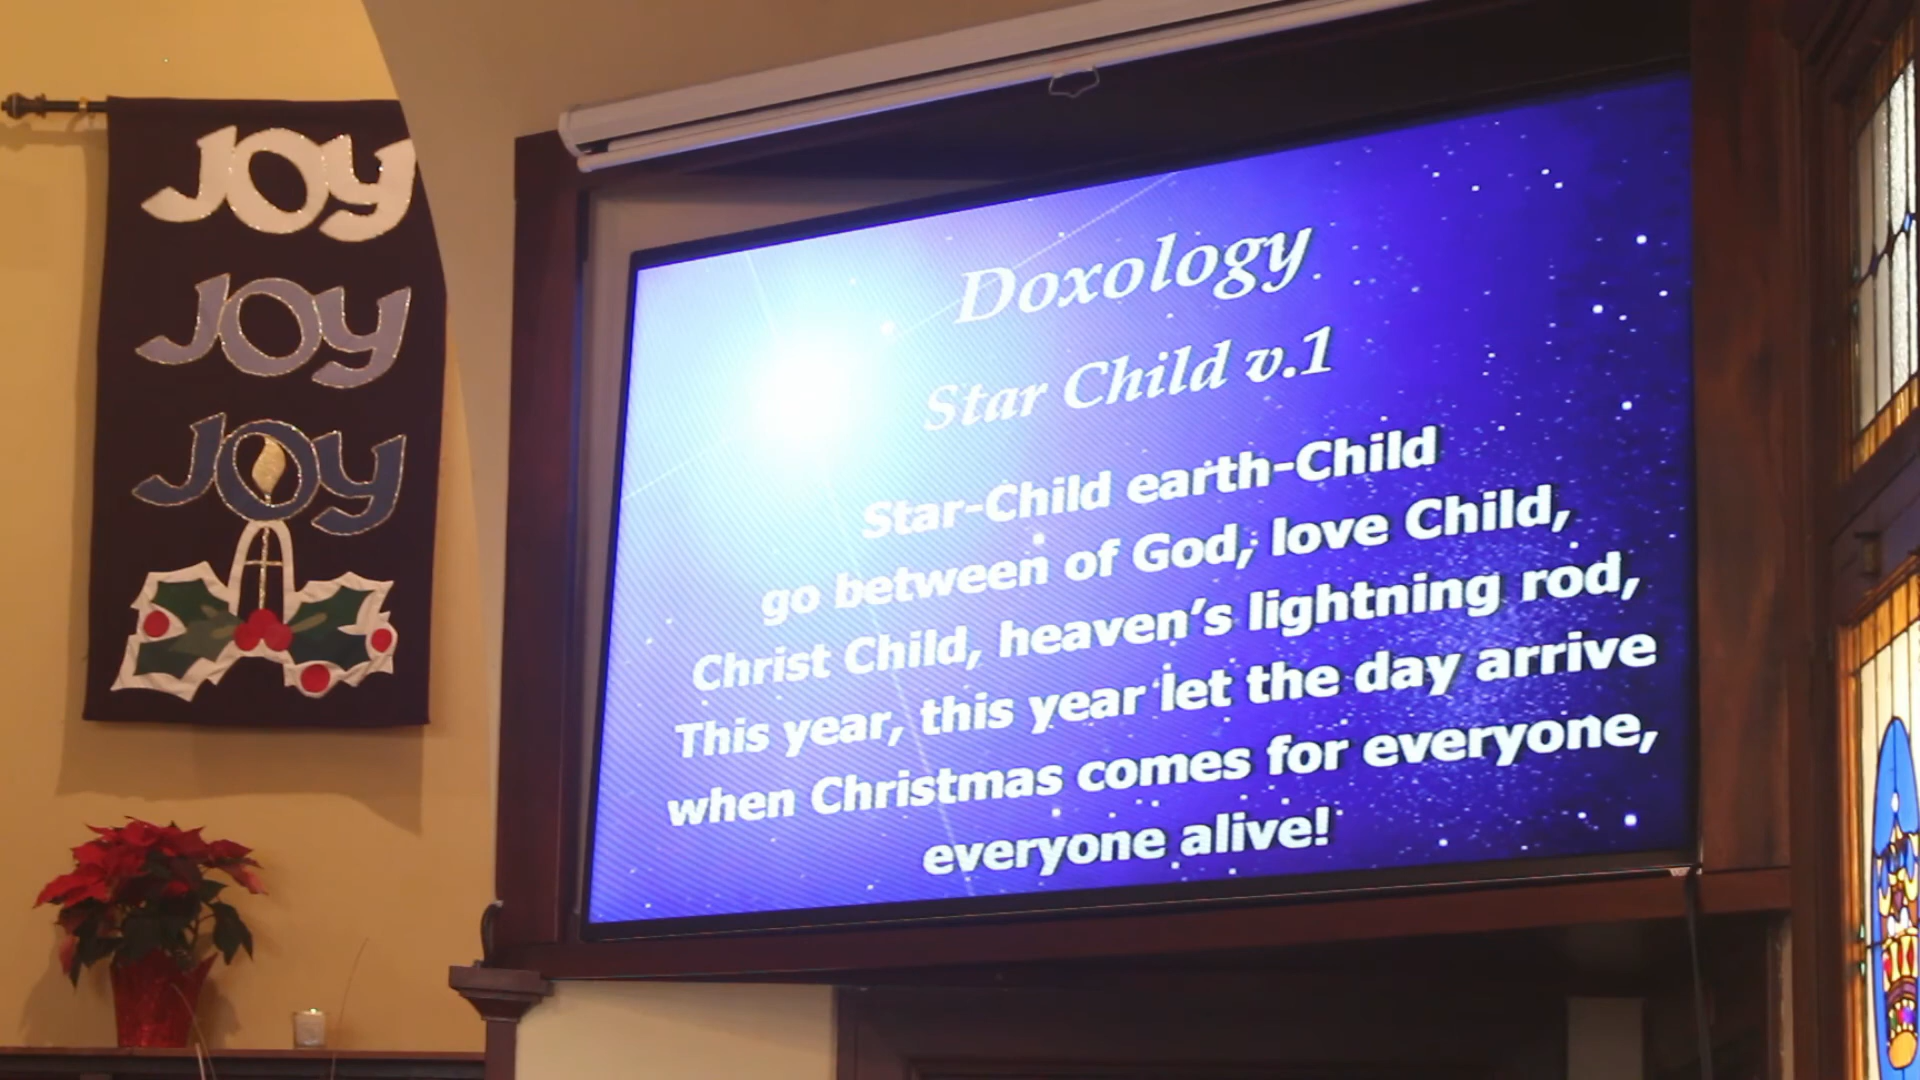 JOY
JOY
JOY
Doxology
Star Child v.1
Star-Child earth-Child
go between of God, love Child,
Christ Child, heaven's lightning rod,
This year, this year let the day arrive
when Christmas comes for everyone,
everyone alive!